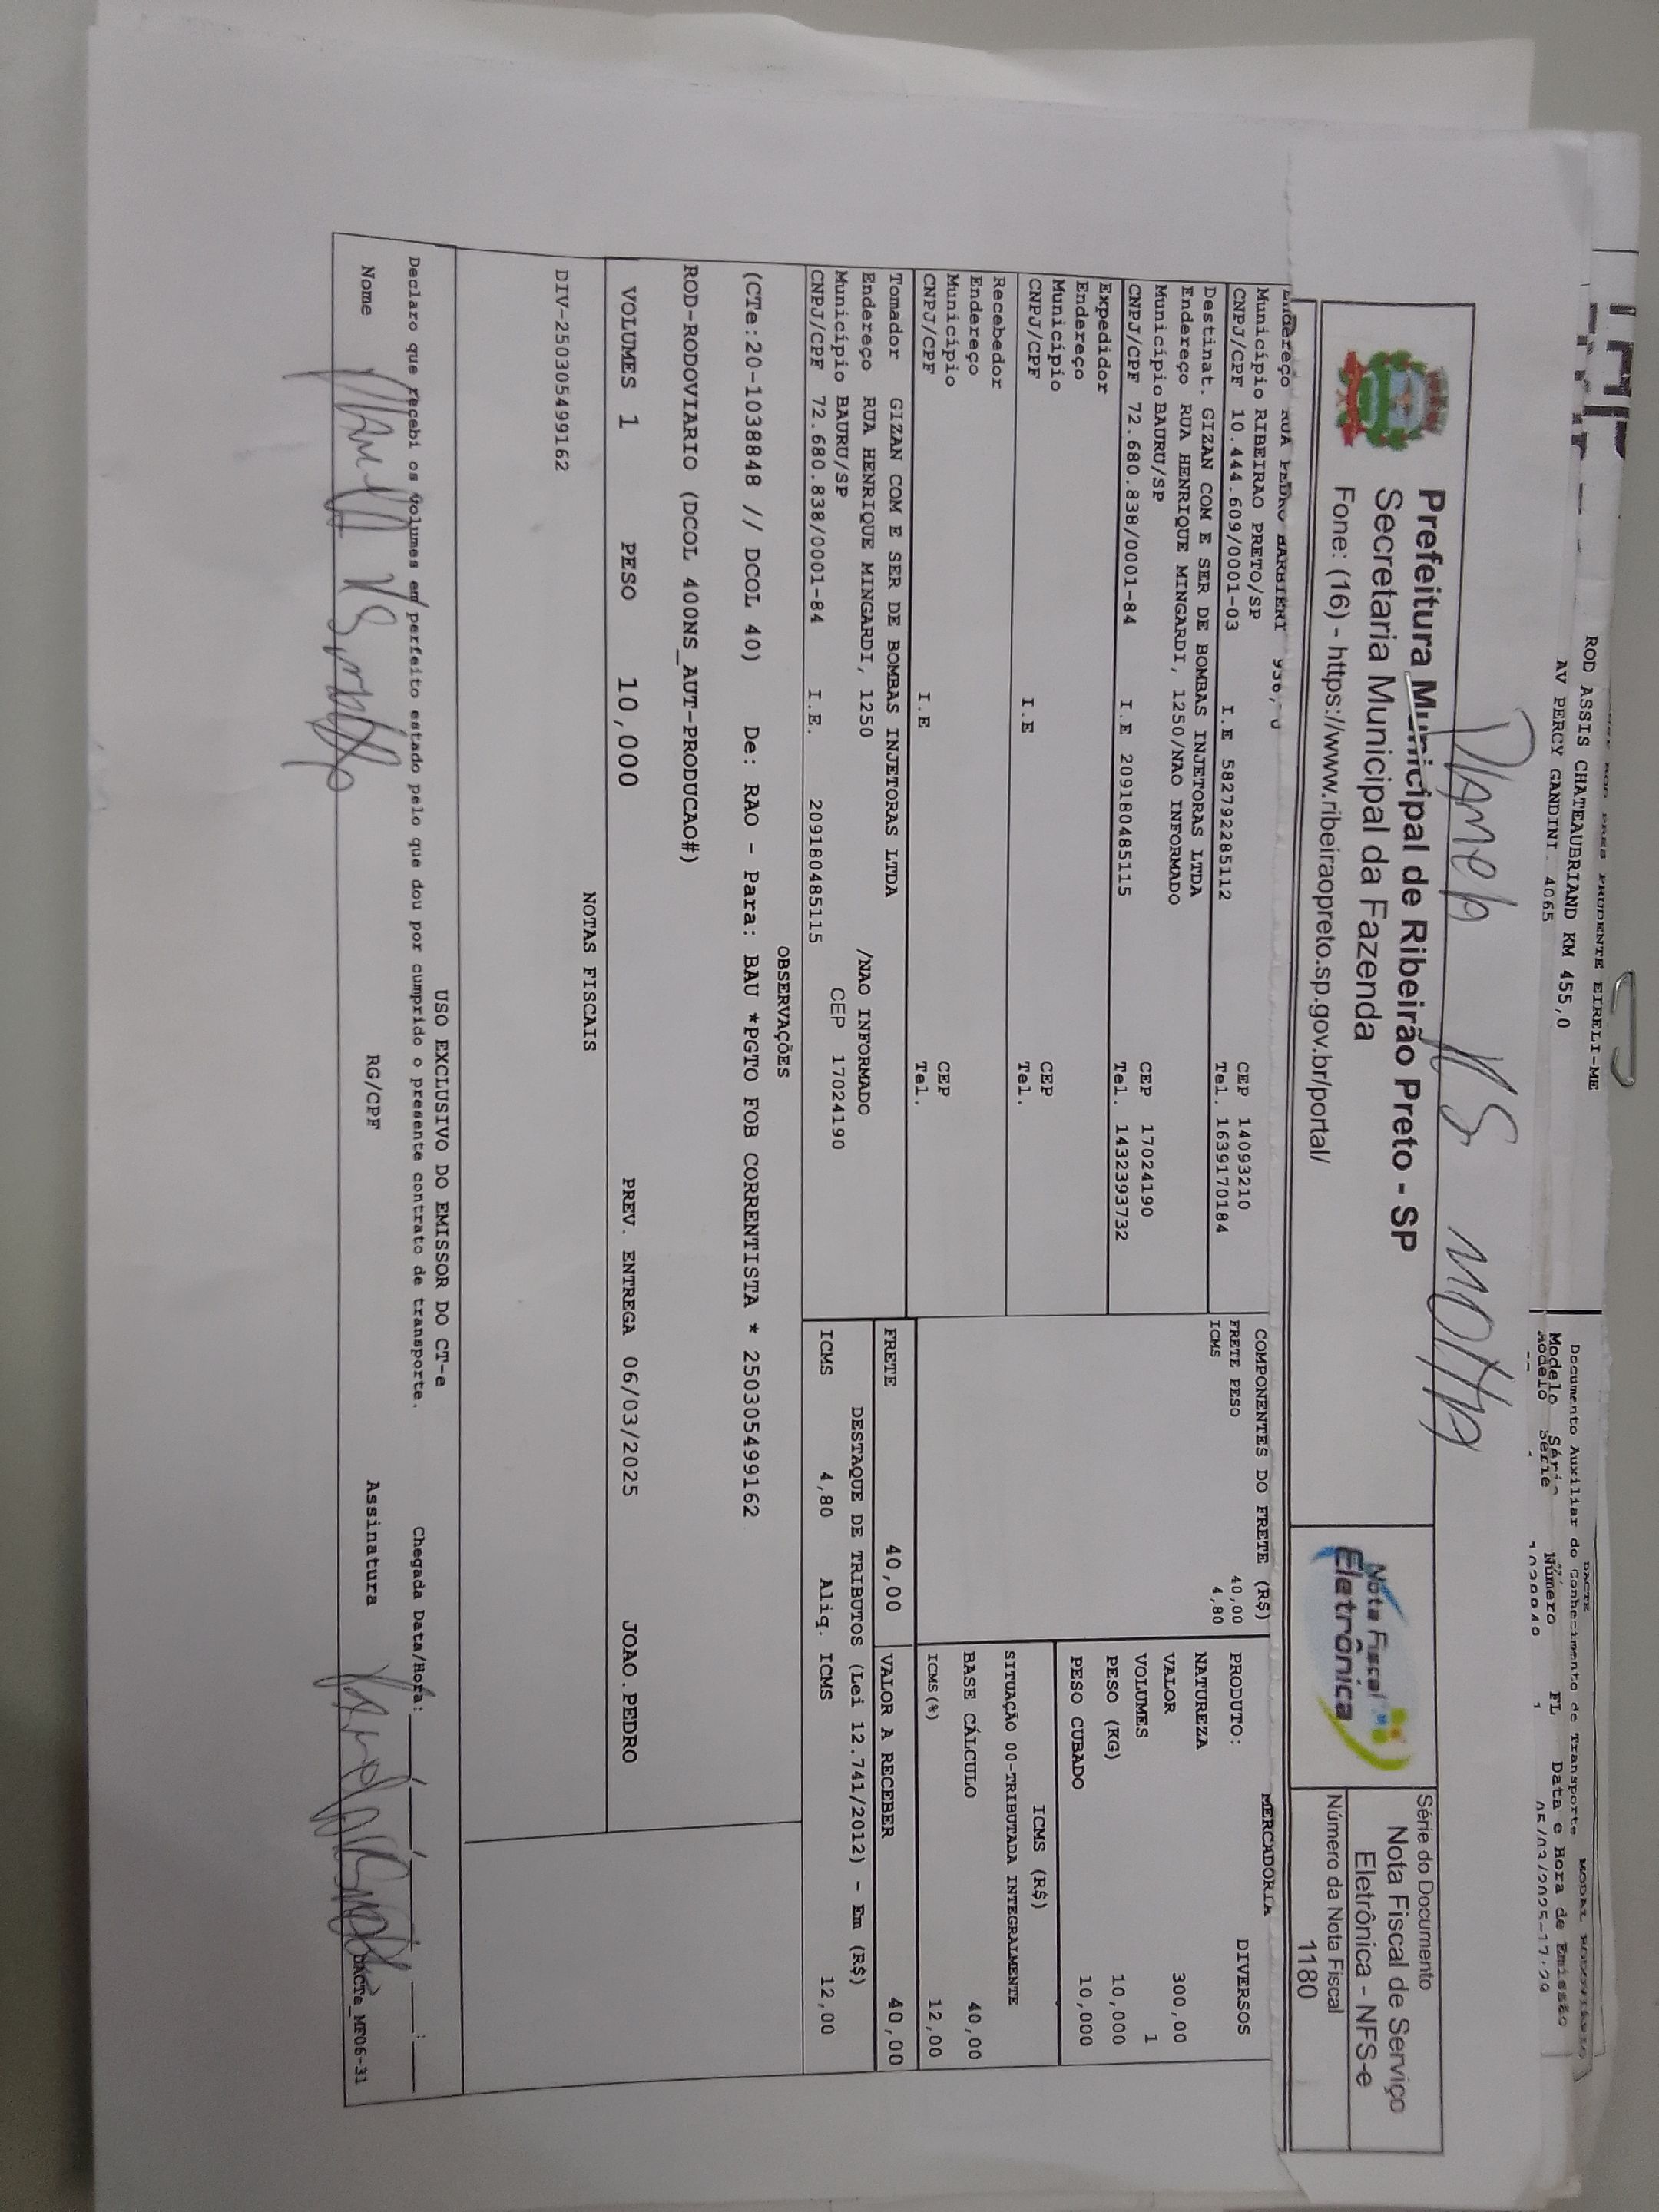 ROD ASSIS CHATEAUBRIAND KM 455,0
AV PERCY GANDINI 4065
DACTE
Documento Auxiliar do Conhecimento de Transporte
MODAL RODOVIÁRIO
Modelo Série Número FL Data e Hora de Emissão
Prefeitura Municipal de Ribeirão Preto - SP
Secretaria Municipal da Fazenda
Fone: (16) - https://www.ribeiraopreto.sp.gov.br/portal/
Nota Fiscal
Eletrônica
Série do Documento
Nota Fiscal de Serviço
Eletrônica - NFS-e
Número da Nota Fiscal
1180
Endereço RUA PEDRO BARBIERI
Município RIBEIRAO PRETO/SP CEP 14093210
CNPJ/CPF 10.444.609/0001-03 I.E 582792285112 Tel. 1639170184
Destinat. GIZAN COM E SER DE BOMBAS INJETORAS LTDA
Endereço RUA HENRIQUE MINGARDI, 1250/NAO INFORMADO
Município BAURU/SP CEP 17024190
CNPJ/CPF 72.680.838/0001-84 I.E 209180485115 Tel. 1432393732
Expedidor
Endereço
Município CEP
CNPJ/CPF I.E Tel.
Recebedor
Endereço
Município CEP
CNPJ/CPF I.E Tel.
Tomador GIZAN COM E SER DE BOMBAS INJETORAS LTDA
Endereço RUA HENRIQUE MINGARDI, 1250 /NAO INFORMADO
Município BAURU/SP CEP 17024190
CNPJ/CPF 72.680.838/0001-84 I.E. 209180485115
COMPONENTES DO FRETE (R$)
FRETE PESO 40,00
ICMS 4,80
MERCADORIA
PRODUTO: DIVERSOS
NATUREZA
VALOR 300,00
VOLUMES 1
PESO (KG) 10,000
PESO CUBADO 10,000
ICMS (R$)
SITUAÇÃO 00-TRIBUTADA INTEGRALMENTE
BASE CÁLCULO 40,00
ICMS(%) 12,00
FRETE 40,00 VALOR A RECEBER 40,00
DESTAQUE DE TRIBUTOS (Lei 12.741/2012) - Em (R$)
ICMS 4,80 Aliq. ICMS 12,00
OBSERVAÇÕES
(CTe:20-1038848 // DCOL 40) De: RAO - Para: BAU *PGTO FOB CORRENTISTA * 250305499162
ROD-RODOVIARIO (DCOL 400NS_AUT-PRODUCAO#)
VOLUMES 1 PESO 10,000 PREV. ENTREGA 06/03/2025 JOAO.PEDRO
NOTAS FISCAIS
DIV-250305499162
USO EXCLUSIVO DO EMISSOR DO CT-e
Declaro que recebi os volumes em perfeito estado pelo que dou por cumprido o presente contrato de transporte. Chegada Data/Hora: ____/____/____ ____:____
Nome RG/CPF Assinatura
DACTe_MF06-31